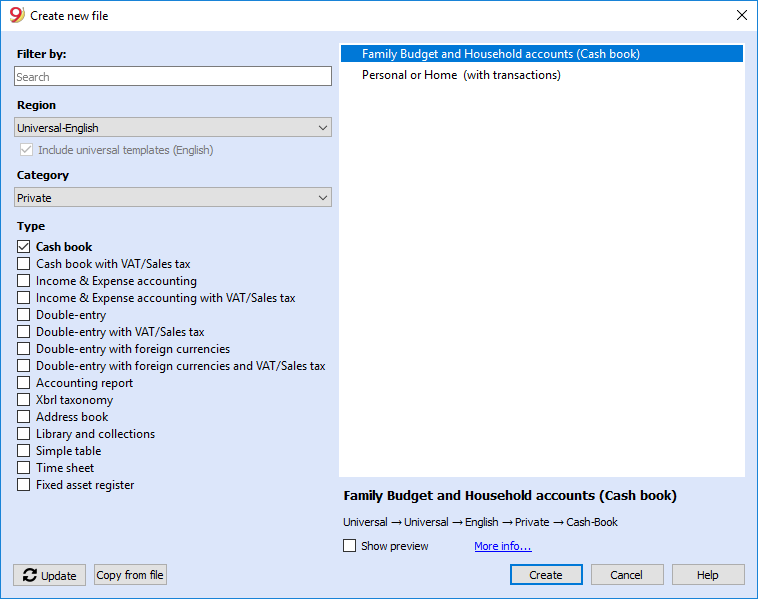 Create new file
Filter by:
Search
Region
Universal-English
Include universal templates (English)
Category
Private
Type
Cash book
Cash book with VAT/Sales tax
Income & Expense accounting
Income & Expense accounting with VAT/Sales tax
Double-entry
Double-entry with VAT/Sales tax
Double-entry with foreign currencies
Double-entry with foreign currencies and VAT/Sales tax
Accounting report
Xbrl taxonomy
Address book
Library and collections
Simple table
Time sheet
Fixed asset register
Update
Copy from file
Family Budget and Household accounts (Cash book)
Personal or Home (with transactions)
Family Budget and Household accounts (Cash book)
Universal → Universal → English → Private → Cash-Book
Show preview
More info...
Create
Cancel
Help